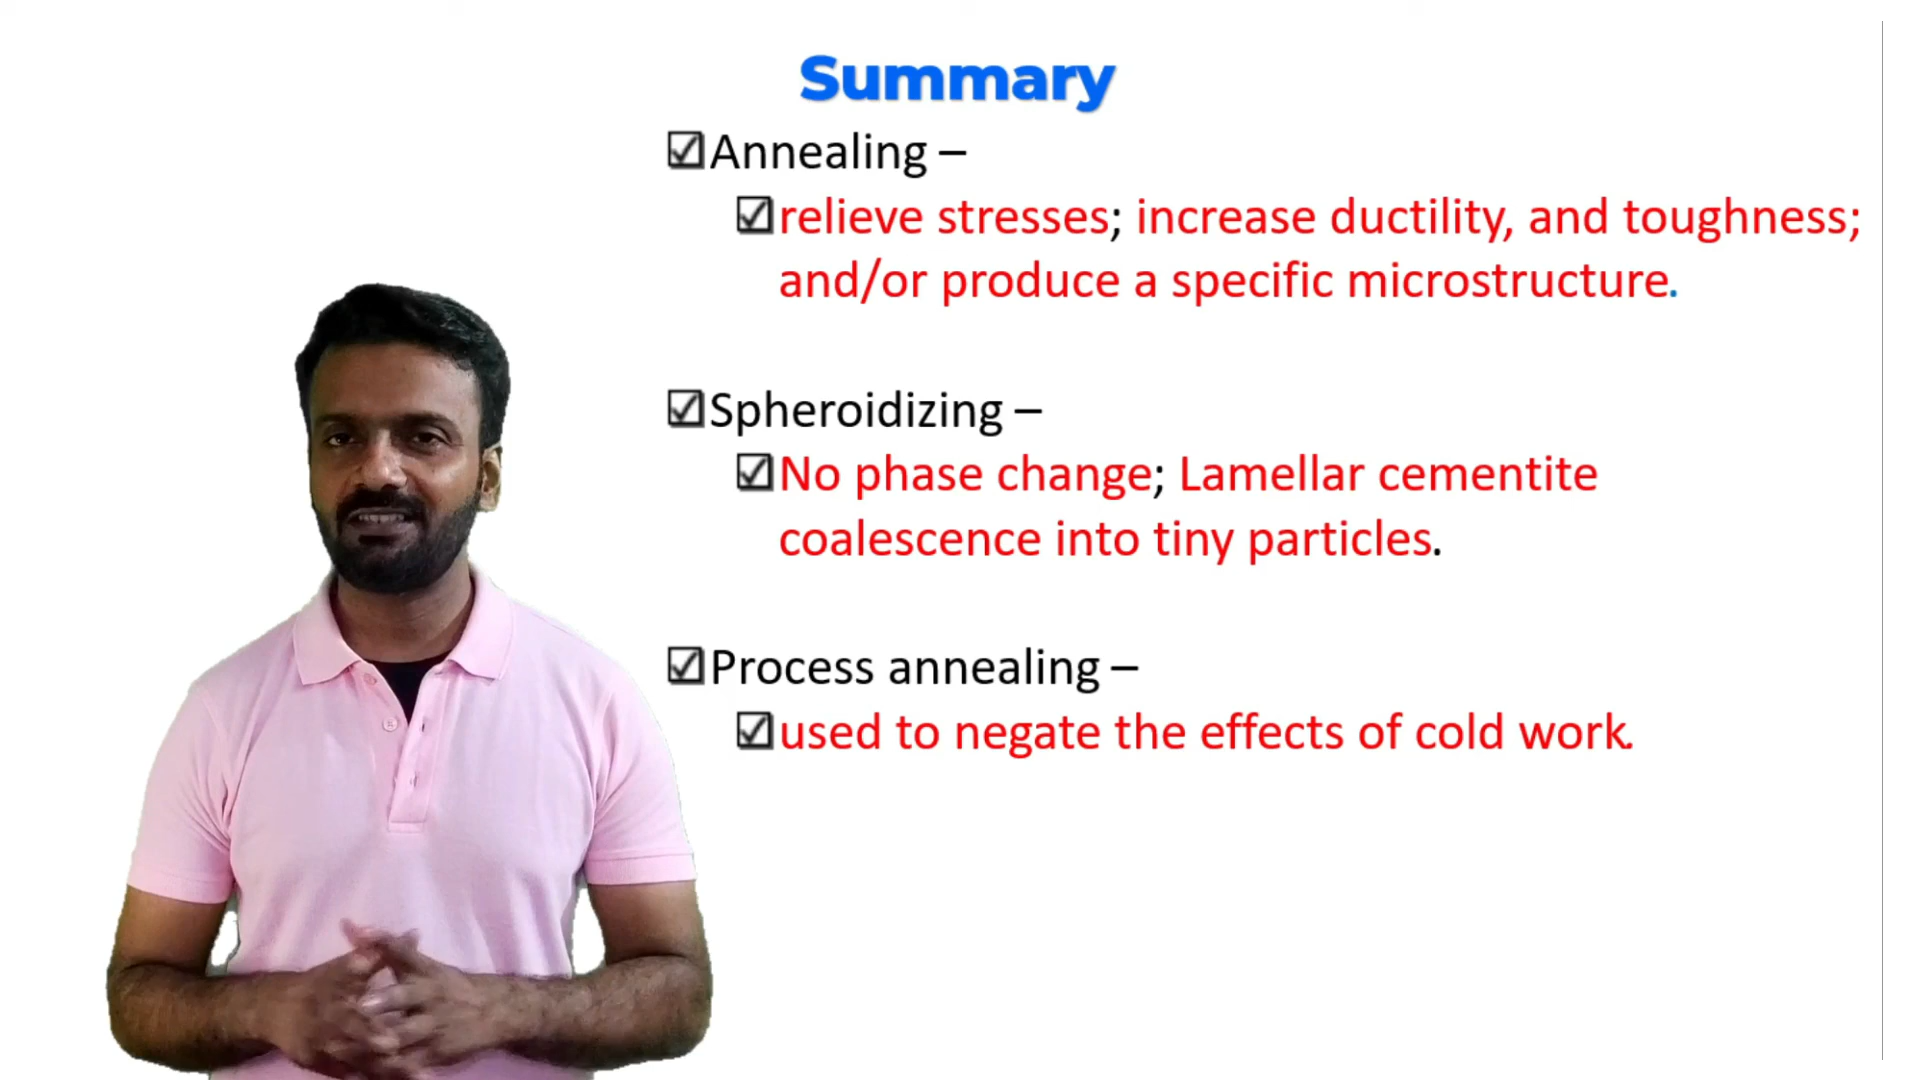 Summary
Annealing –
relieve stresses; increase ductility, and toughness;
and/or produce a specific microstructure.
Spheroidizing –
No phase change; Lamellar cementite
coalescence into tiny particles.
Process annealing –
used to negate the effects of cold work.